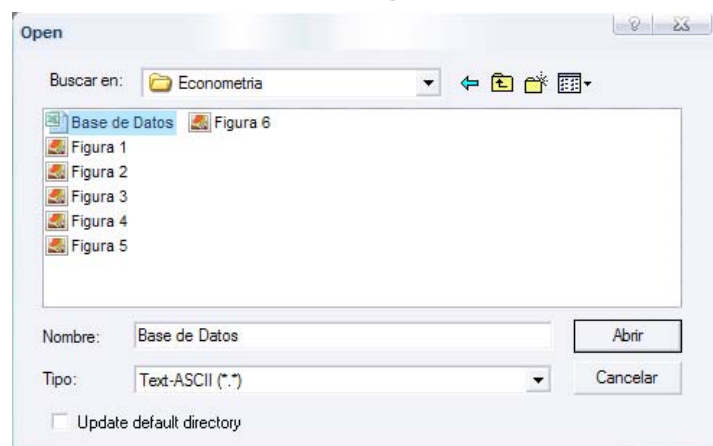 Open
Buscar en: Econometria
Base de Datos Figura 6
Figura 1
Figura 2
Figura 3
Figura 4
Figura 5
Nombre: Base de Datos Abrir
Tipo: Text-ASCII (*.*) Cancelar
Update default directory